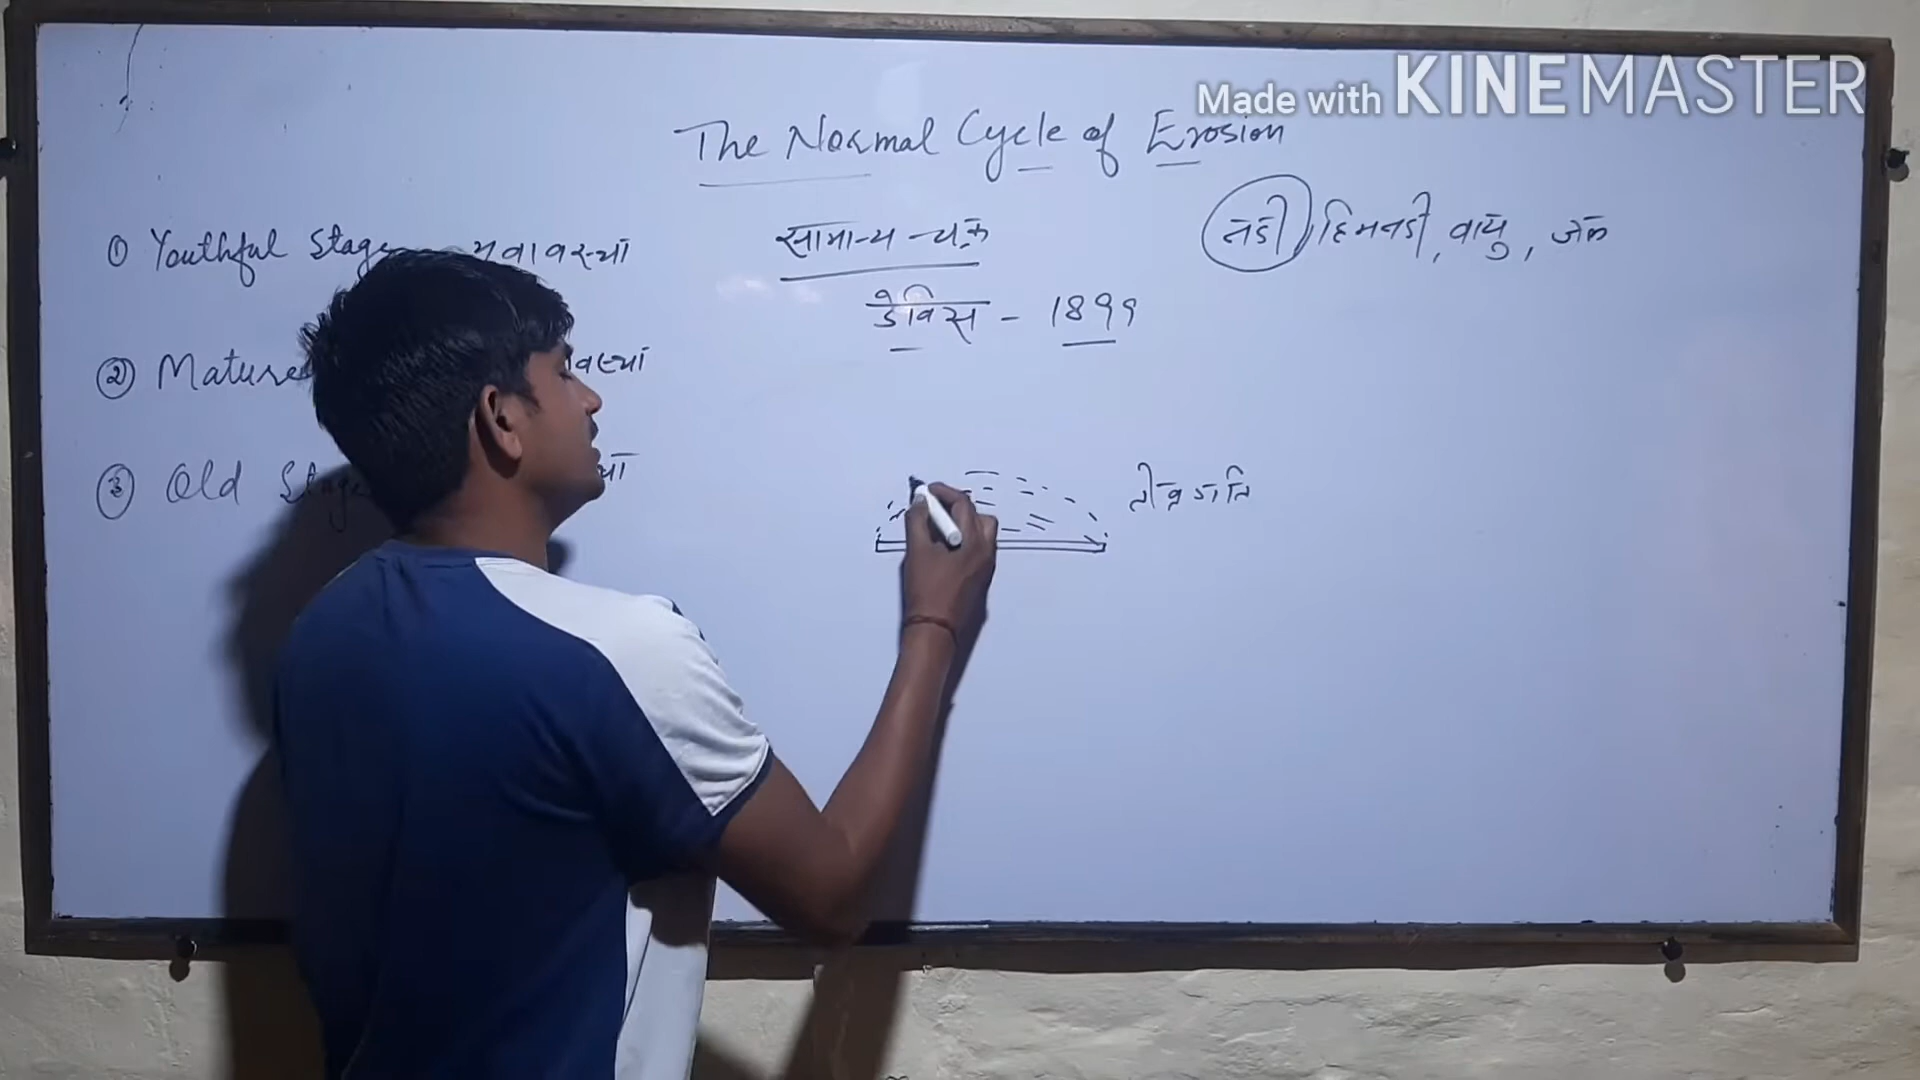 Made with KINEMASTER
The Normal Cycle of Erosion
सामान्य चक्र
नदी, हिमनदी, वायु, जल
डेविस - 1899
① Youthful Stage युवावस्था
② Mature वस्था
③ Old Stage स्था
तीव्र गति